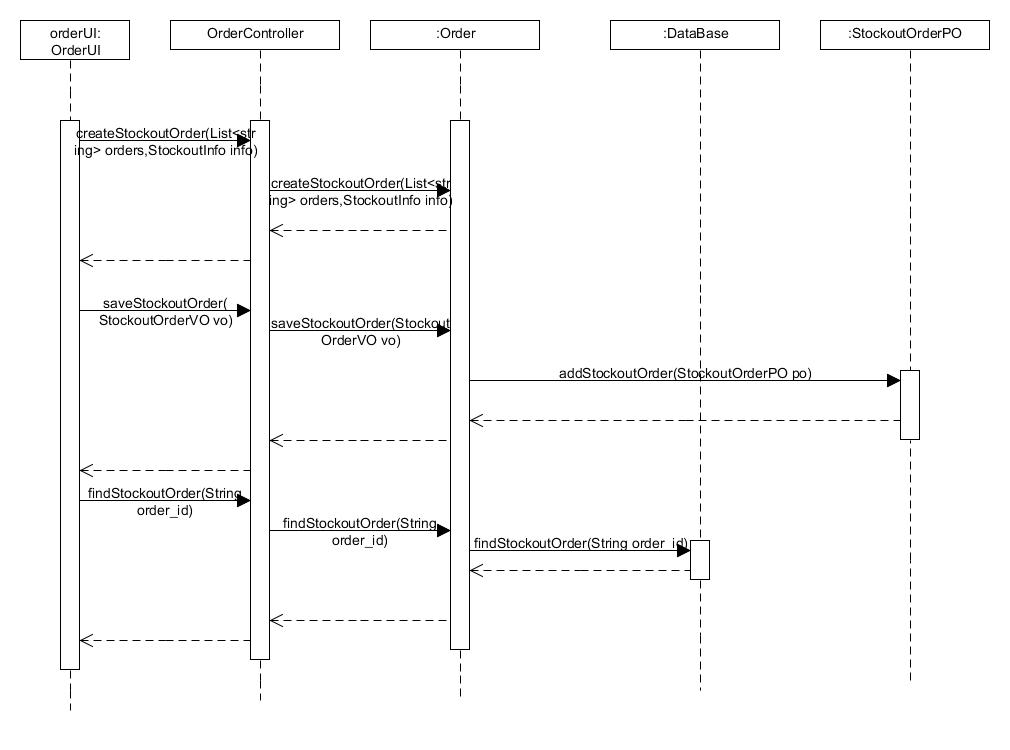 orderUI:
OrderUI
OrderController
:Order
:DataBase
:StockoutOrderPO
createStockoutOrder(List<str
ing> orders,StockoutInfo info)
createStockoutOrder(List<str
ing> orders,StockoutInfo info)
saveStockoutOrder(
StockoutOrderVO vo)
saveStockoutOrder(Stockout
OrderVO vo)
addStockoutOrder(StockoutOrderPO po)
findStockoutOrder(String
order_id)
findStockoutOrder(String
order_id)
findStockoutOrder(String order_id)